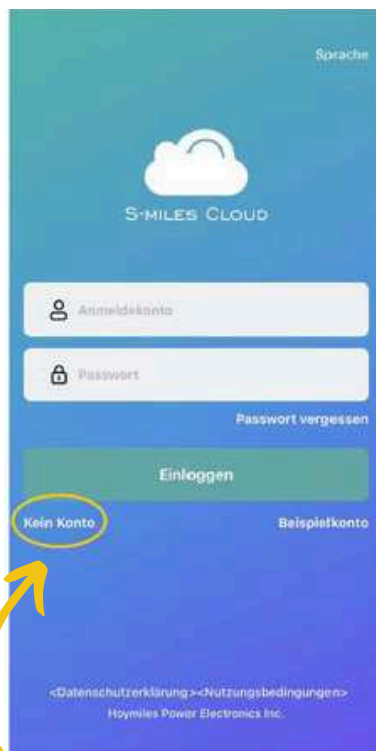 Sprache
S-MILES CLOUD
Anmeldekonto
Passwort
Passwort vergessen
Einloggen
Kein Konto
Beispielkonto
<Datenschutzerklärung><Nutzungsbedingungen>
Hoymiles Power Electronics Inc.